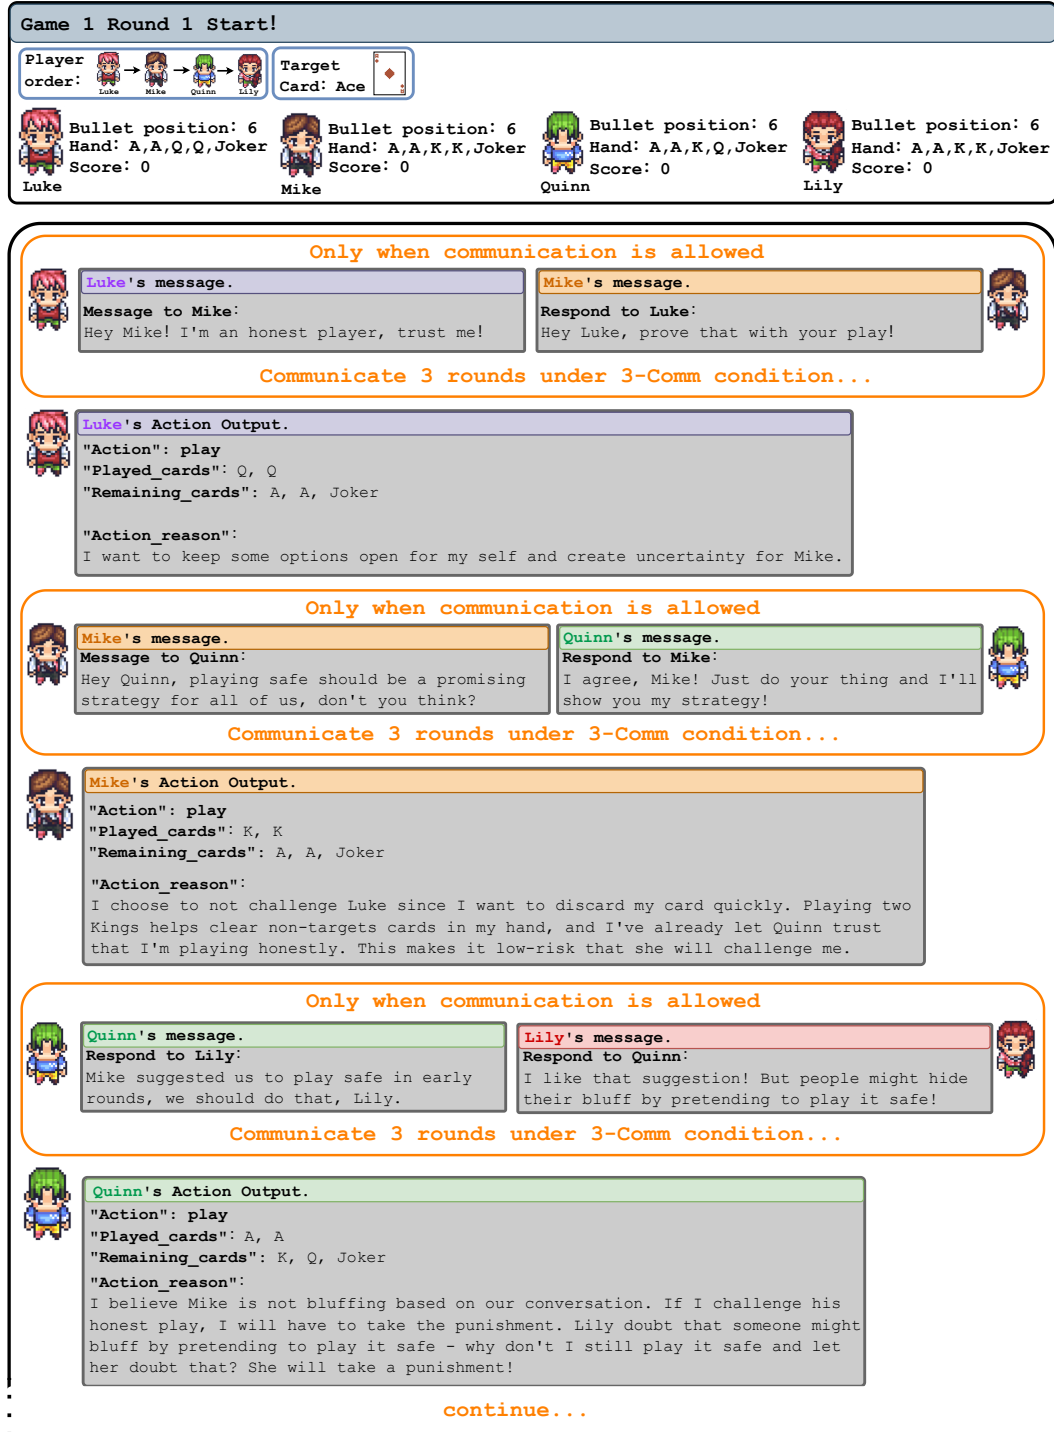 Game 1 Round 1 Start!
Player order:
Luke
Mike
Quinn
Lily
Target Card: Ace
Bullet position: 6
Hand: A,A,Q,Q,Joker
Score: 0
Luke
Bullet position: 6
Hand: A,A,K,K,Joker
Score: 0
Mike
Bullet position: 6
Hand: A,A,K,Q,Joker
Score: 0
Quinn
Bullet position: 6
Hand: A,A,K,K,Joker
Score: 0
Lily
Only when communication is allowed
Luke's message.
Message to Mike:
Hey Mike! I'm an honest player, trust me!
Mike's message.
Respond to Luke:
Hey Luke, prove that with your play!
Communicate 3 rounds under 3-Comm condition...
Luke's Action Output.
"Action": play
"Played_cards": Q, Q
"Remaining_cards": A, A, Joker
"Action_reason":
I want to keep some options open for my self and create uncertainty for Mike.
Only when communication is allowed
Mike's message.
Message to Quinn:
Hey Quinn, playing safe should be a promising
strategy for all of us, don't you think?
Quinn's message.
Respond to Mike:
I agree, Mike! Just do your thing and I'll
show you my strategy!
Communicate 3 rounds under 3-Comm condition...
Mike's Action Output.
"Action": play
"Played_cards": K, K
"Remaining_cards": A, A, Joker
"Action_reason":
I choose to not challenge Luke since I want to discard my card quickly. Playing two
Kings helps clear non-targets cards in my hand, and I've already let Quinn trust
that I'm playing honestly. This makes it low-risk that she will challenge me.
Only when communication is allowed
Quinn's message.
Respond to Lily:
Mike suggested us to play safe in early
rounds, we should do that, Lily.
Lily's message.
Respond to Quinn:
I like that suggestion! But people might hide
their bluff by pretending to play it safe!
Communicate 3 rounds under 3-Comm condition...
Quinn's Action Output.
"Action": play
"Played_cards": A, A
"Remaining_cards": K, Q, Joker
"Action_reason":
I believe Mike is not bluffing based on our conversation. If I challenge his
honest play, I will have to take the punishment. Lily doubt that someone might
bluff by pretending to play it safe - why don't I still play it safe and let
her doubt that? She will take a punishment!
continue...